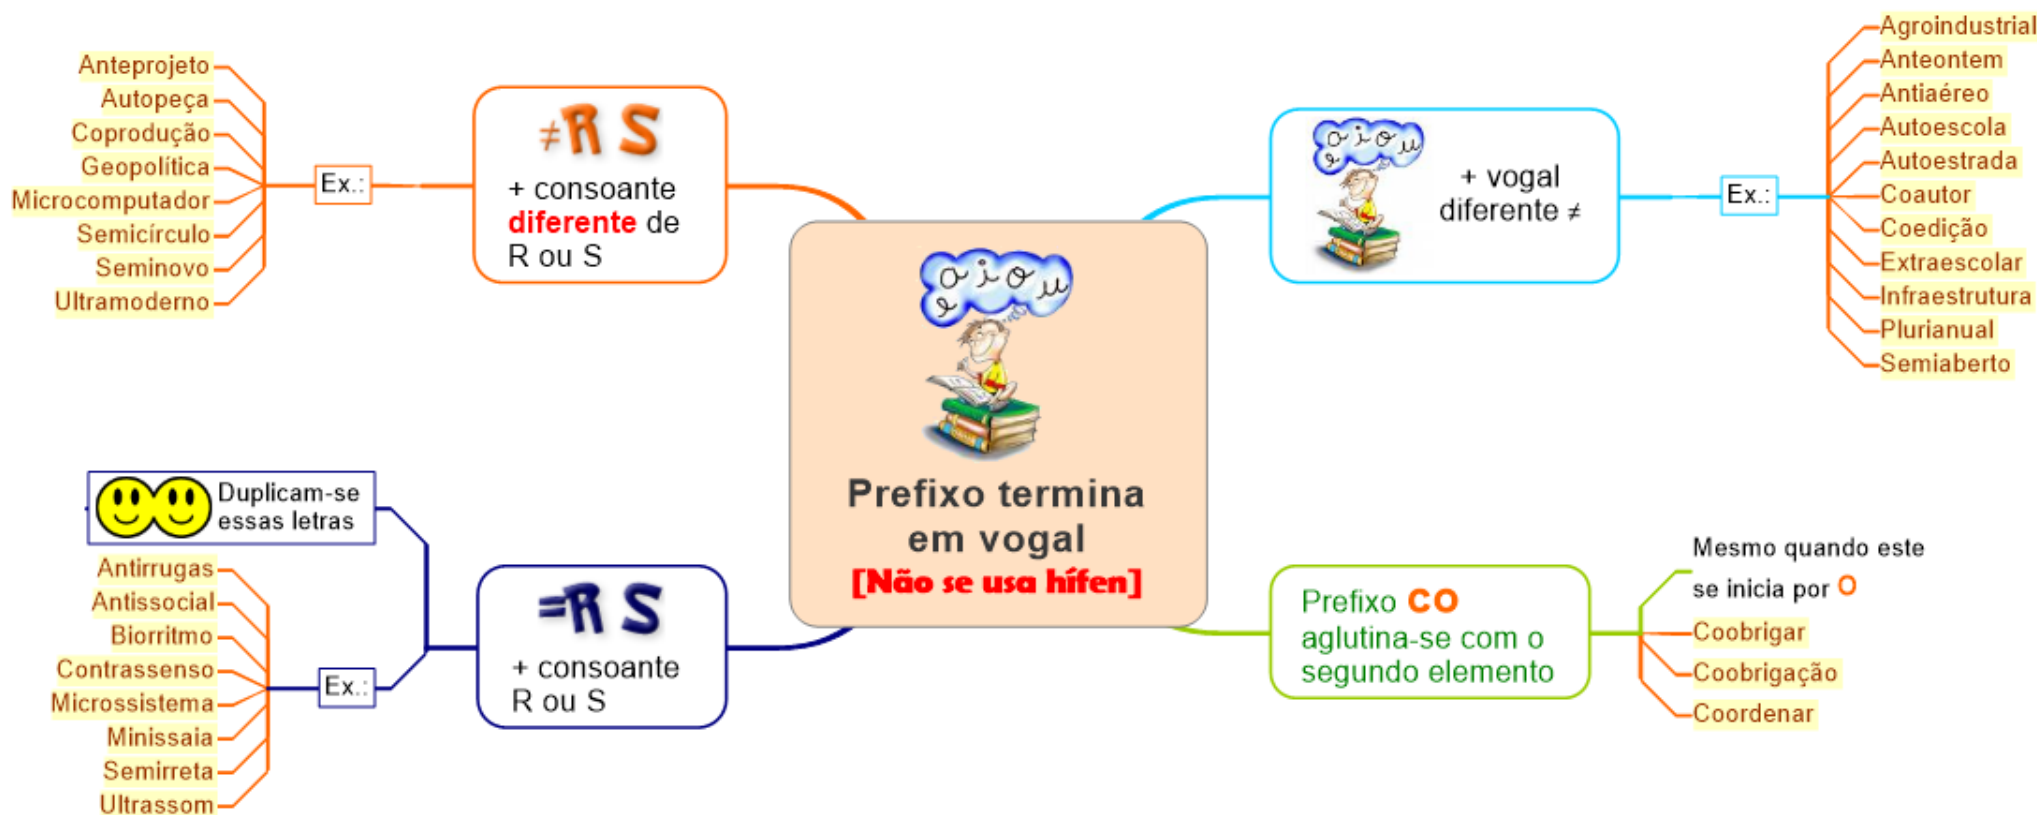 Prefixo termina
em vogal
[Não se usa hífen]
a e i o u
≠R S
+ consoante
diferente de
R ou S
Ex.:
Anteprojeto
Autopeça
Coprodução
Geopolítica
Microcomputador
Semicírculo
Seminovo
Ultramoderno
a e i o u
+ vogal
diferente ≠
Ex.:
Agroindustrial
Anteontem
Antiaéreo
Autoescola
Autoestrada
Coautor
Coedição
Extraescolar
Infraestrutura
Plurianual
Semiaberto
=R S
+ consoante
R ou S
Duplicam-se
essas letras
Ex.:
Antirrugas
Antissocial
Biorritmo
Contrassenso
Microssistema
Minissaia
Semirreta
Ultrassom
Prefixo CO
aglutina-se com o
segundo elemento
Mesmo quando este
se inicia por O
Coobrigar
Coobrigação
Coordenar